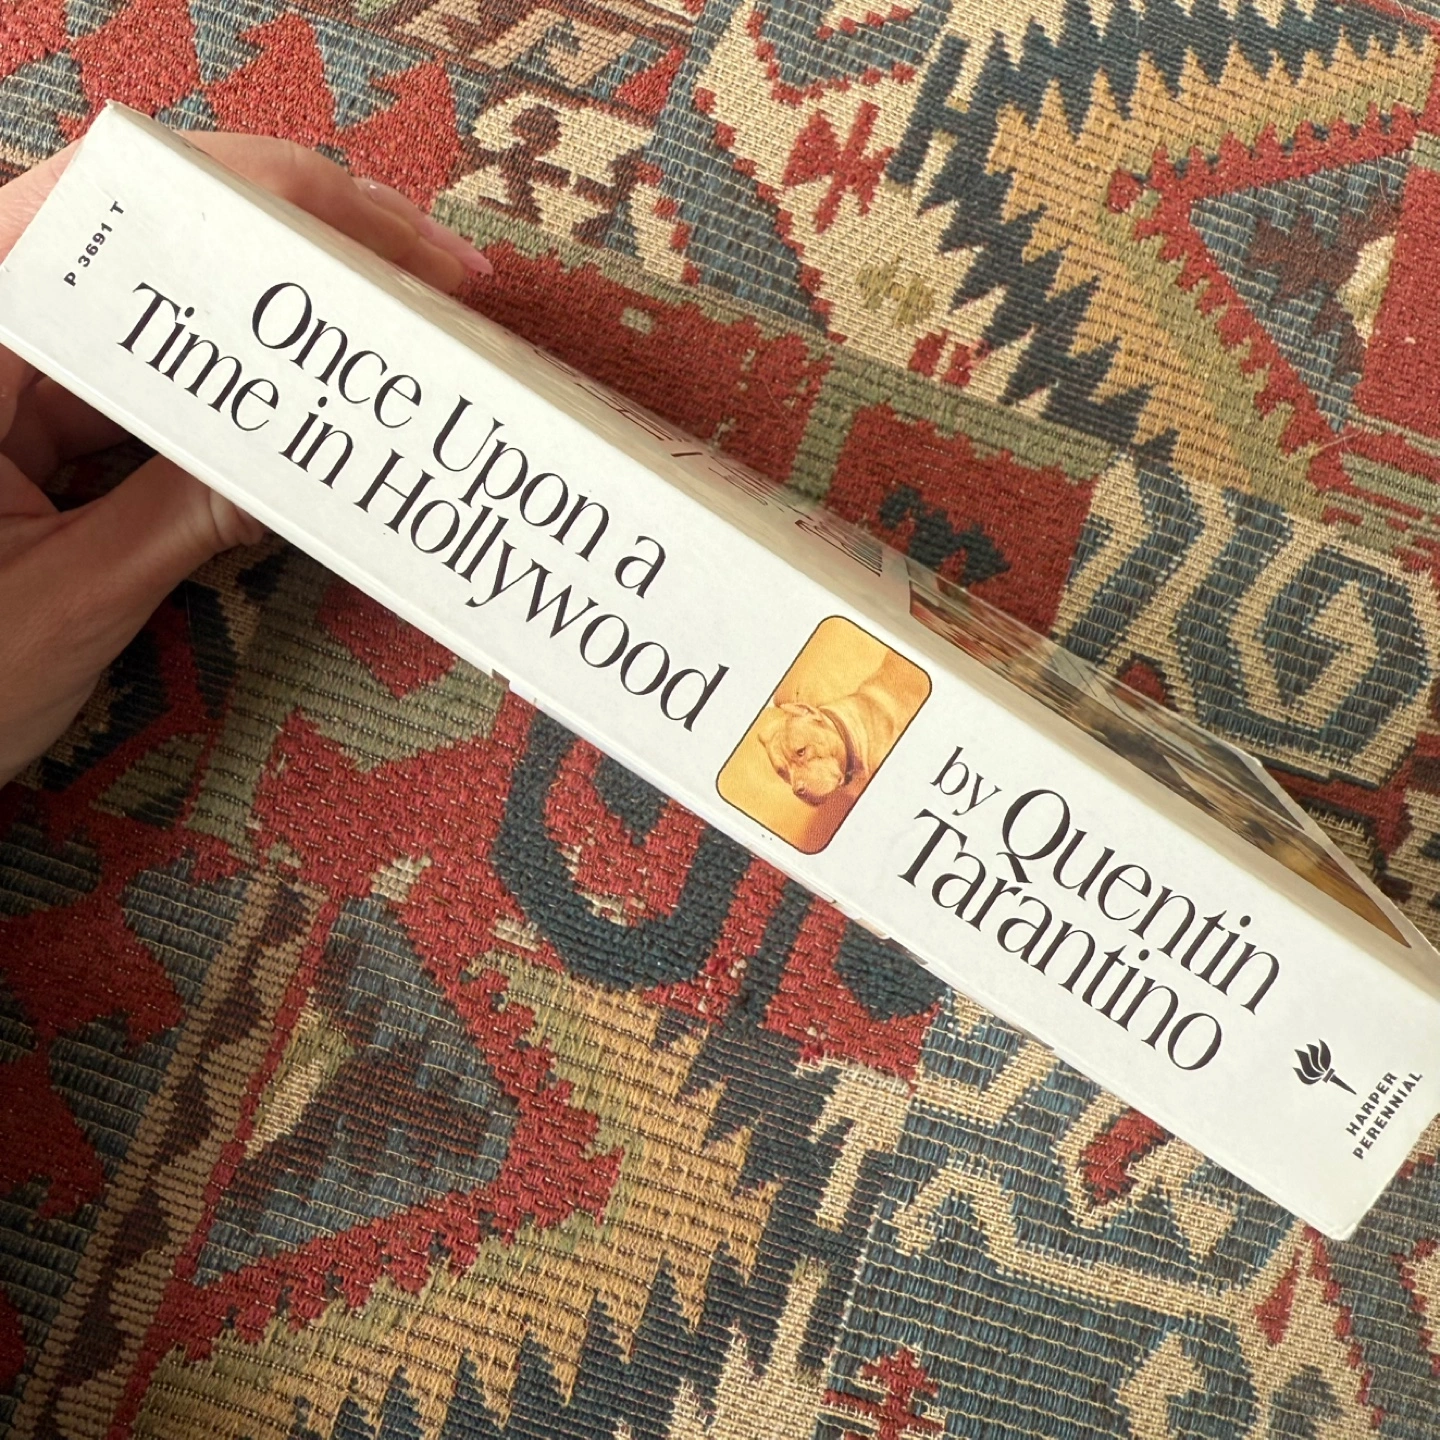 P 3691 T
Once Upon a
Time in Hollywood
by Quentin
Tarantino
HARPER
PERENNIAL